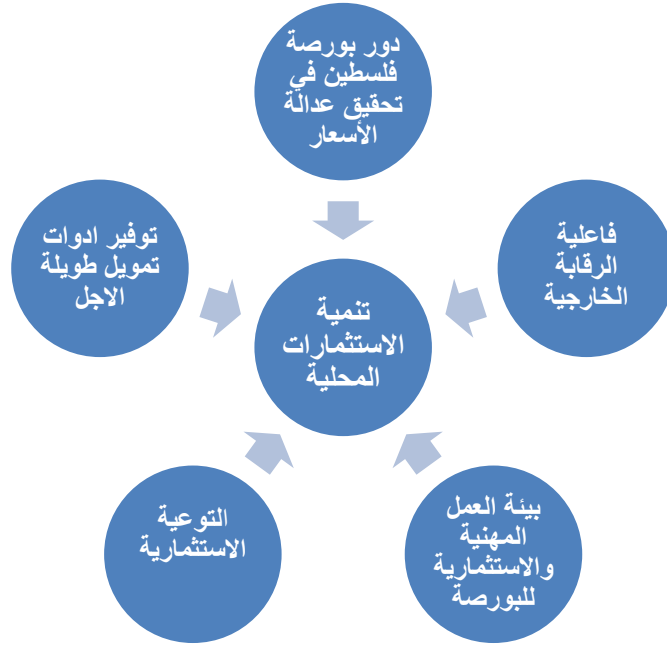 دور بورصة
فلسطين في
تحقيق عدالة
الأسعار
فاعلية
الرقابة
الخارجية
توفير ادوات
تمويل طويلة
الاجل
تنمية
الاستثمارات
المحلية
بيئة العمل
المهنية
والاستثمارية
للبورصة
التوعية
الاستثمارية